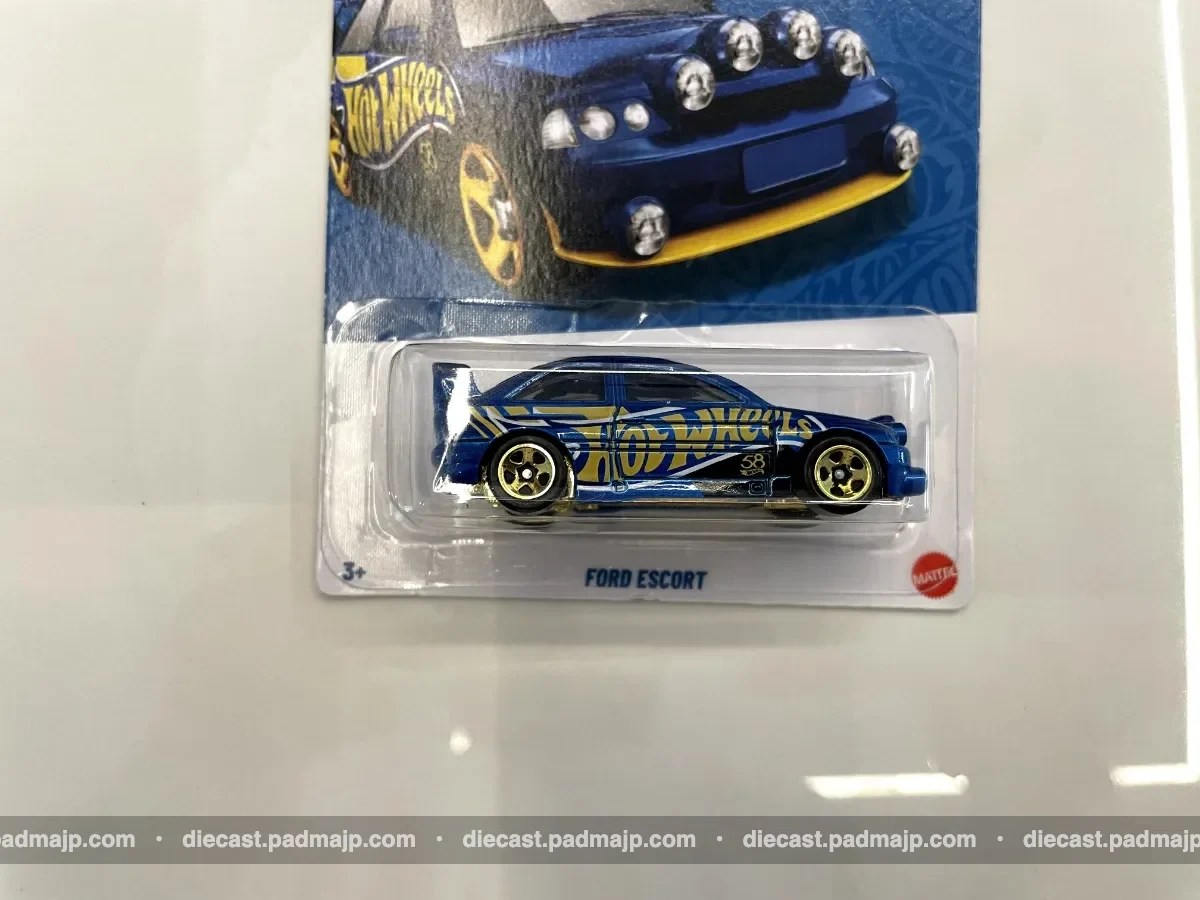 HOT WHEELS
58
HOT WHEELS
58
3+
FORD ESCORT
MATTEL
padmajp.com • diecast.padmajp.com • diecast.padmajp.com • diecast.padmajp.com • diecast.padmajp